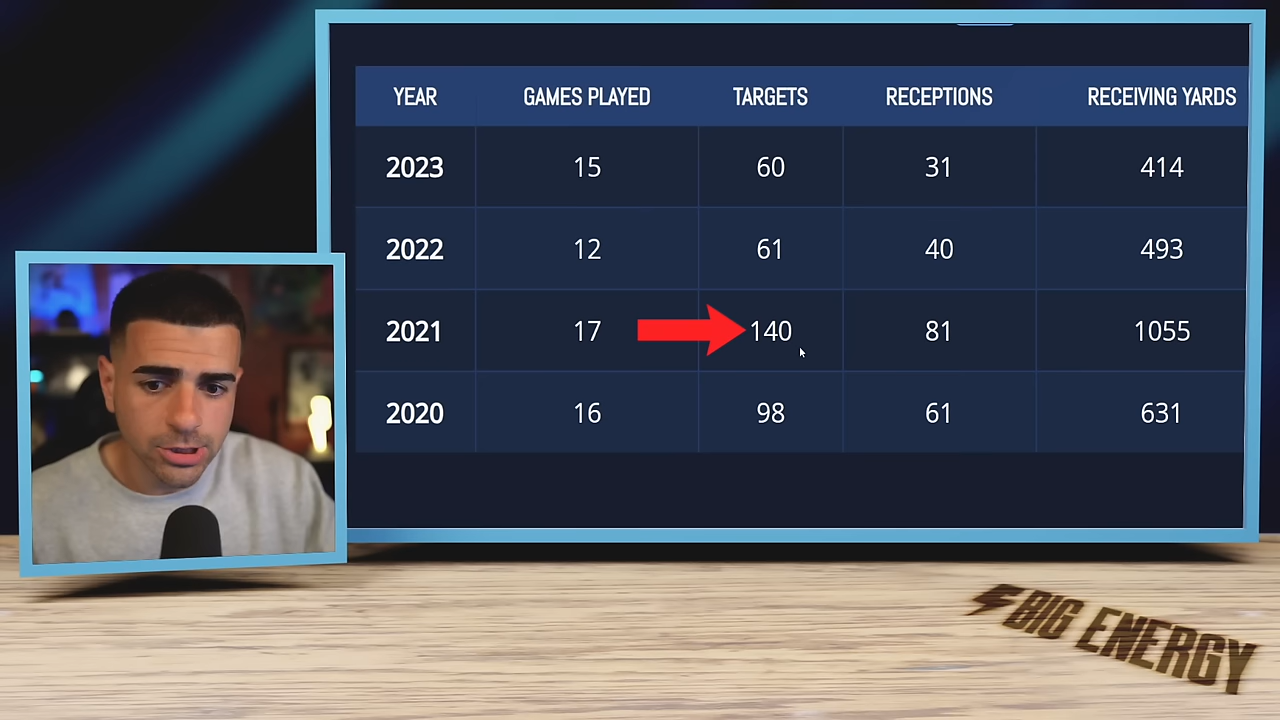 YEAR GAMES PLAYED TARGETS RECEPTIONS RECEIVING YARDS
2023 15 60 31 414
2022 12 61 40 493
2021 17 140 81 1055
2020 16 98 61 631
BIG ENERGY